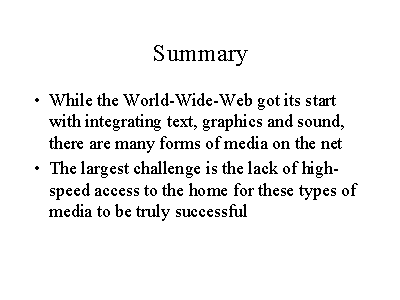 Summary
• While the World-Wide-Web got its start
with integrating text, graphics and sound,
there are many forms of media on the net
• The largest challenge is the lack of high-
speed access to the home for these types of
media to be truly successful